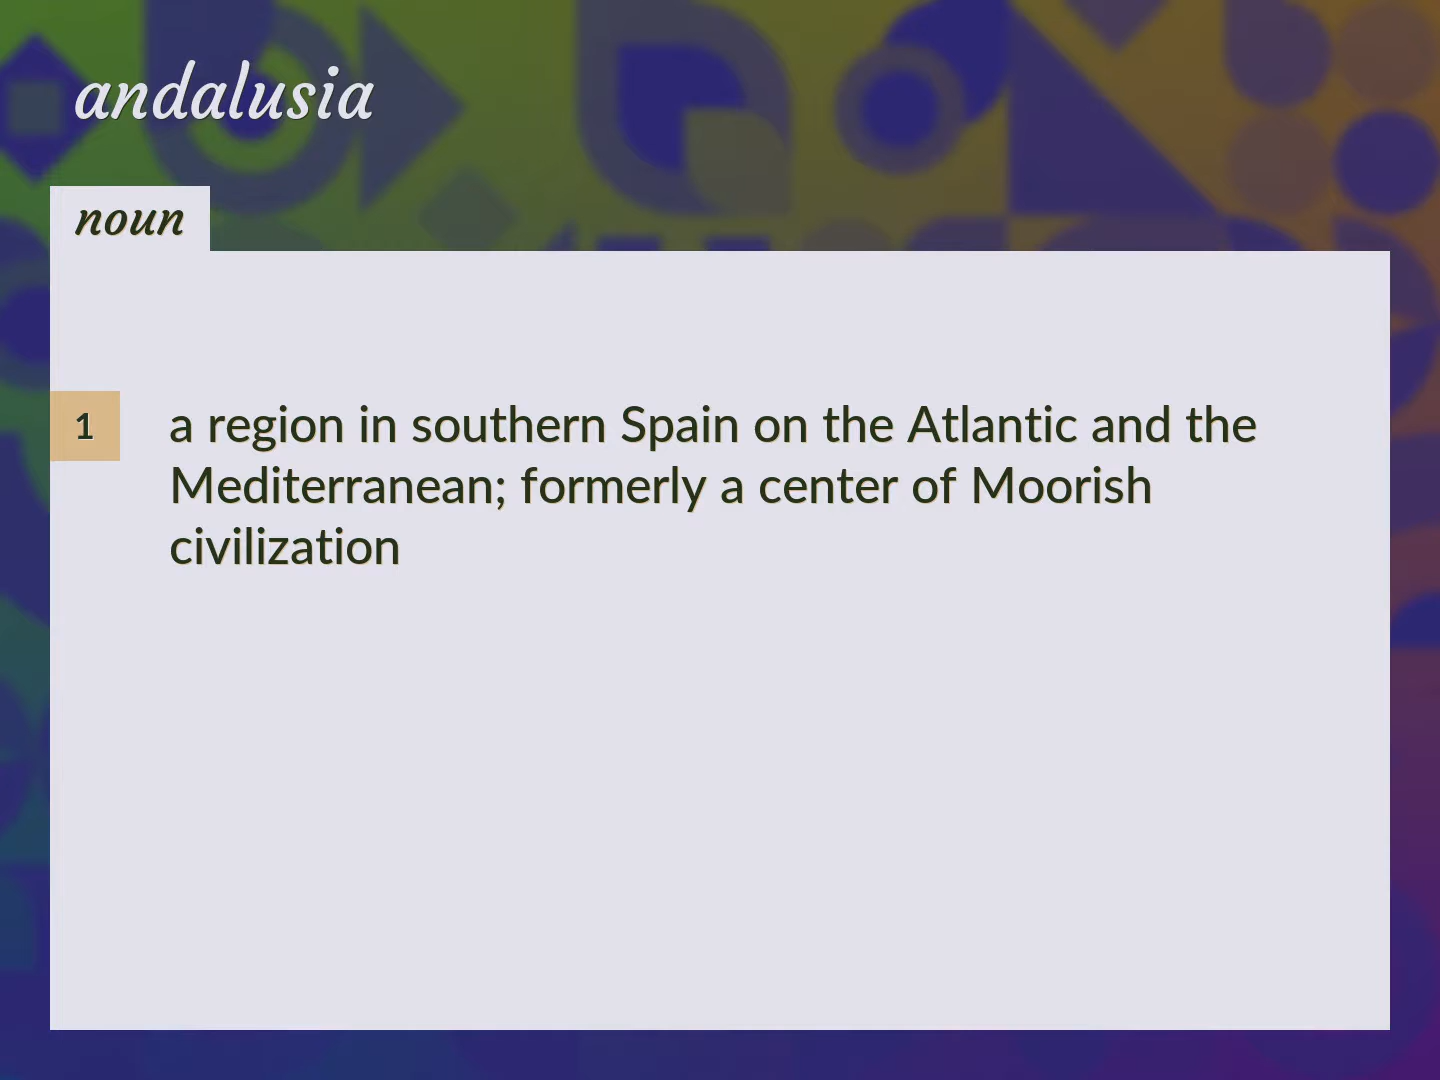 andalusia
noun
1
a region in southern Spain on the Atlantic and the
Mediterranean; formerly a center of Moorish
civilization